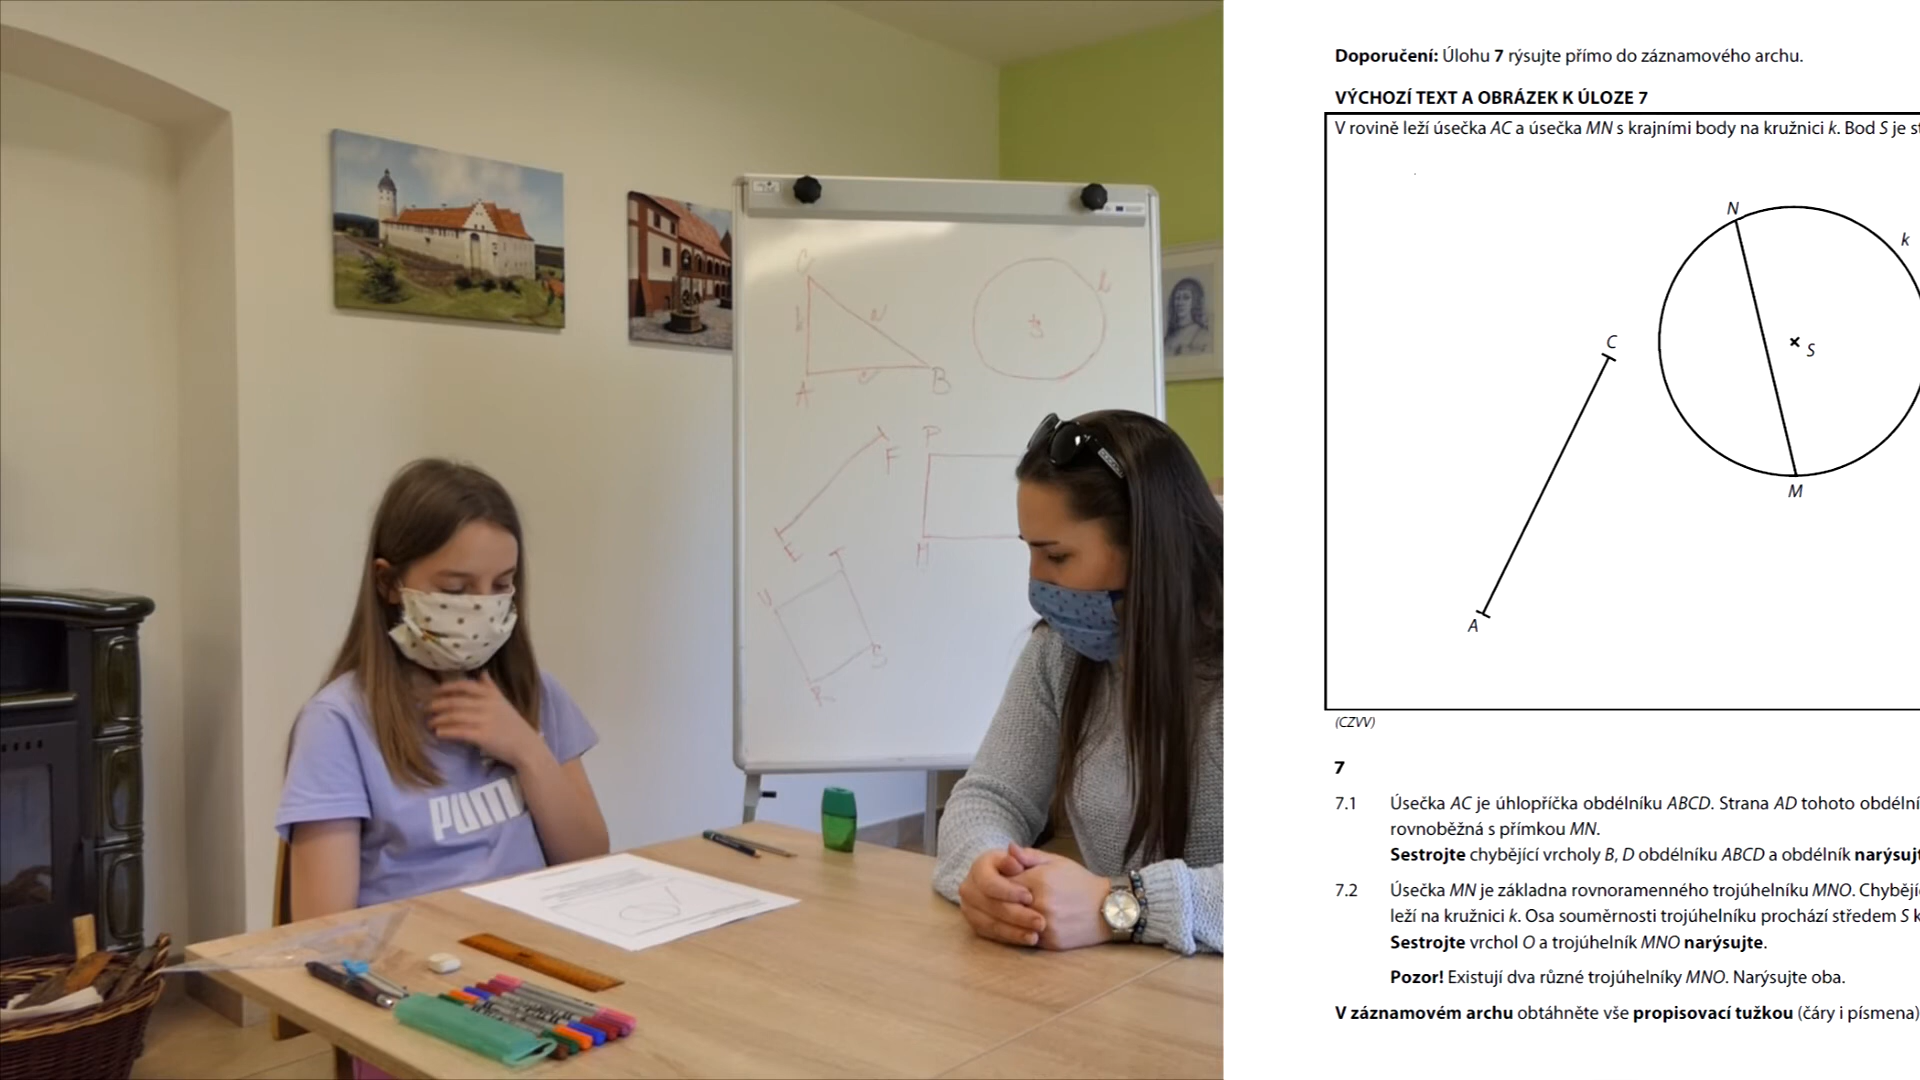 C
b
A
c
B
k
S
F
E
P
M
U
T
S
R
PUM
Doporučení: Úlohu 7 rýsujte přímo do záznamového archu.
VÝCHOZÍ TEXT A OBRÁZEK K ÚLOZE 7
V rovině leží úsečka AC a úsečka MN s krajními body na kružnici k. Bod S je
N
k
C
S
M
A
(CZVV)
7
7.1 Úsečka AC je úhlopříčka obdélníku ABCD. Strana AD tohoto obdélní
rovnoběžná s přímkou MN.
Sestrojte chybějící vrcholy B, D obdélníku ABCD a obdélník narýsujt
7.2 Úsečka MN je základna rovnoramenného trojúhelníku MNO. Chybějíc
leží na kružnici k. Osa souměrnosti trojúhelníku prochází středem S k
Sestrojte vrchol O a trojúhelník MNO narýsujte.
Pozor! Existují dva různé trojúhelníky MNO. Narýsujte oba.
V záznamovém archu obtáhněte vše propisovací tužkou (čáry i písmena)